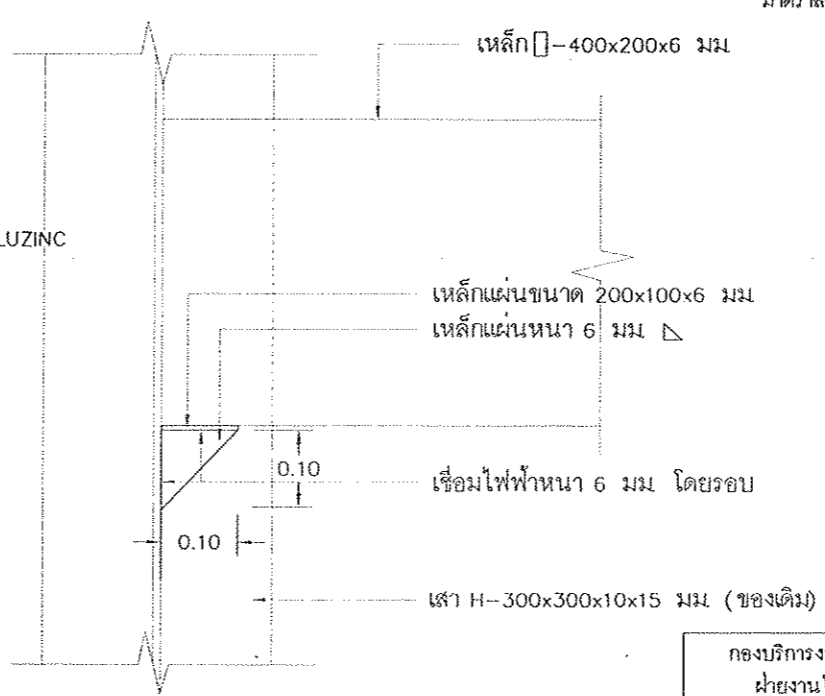 เหล็ก ▯-400x200x6 มม.
LUZINC
เหล็กแผ่นขนาด 200x100x6 มม.
เหล็กแผ่นหนา 6 มม. ◺
0.10
เชื่อมไฟฟ้าหนา 6 มม. โดยรอบ
0.10
เสา H-300x300x10x15 มม. (ของเดิม)
กองบริการง
ฝ่ายงาน